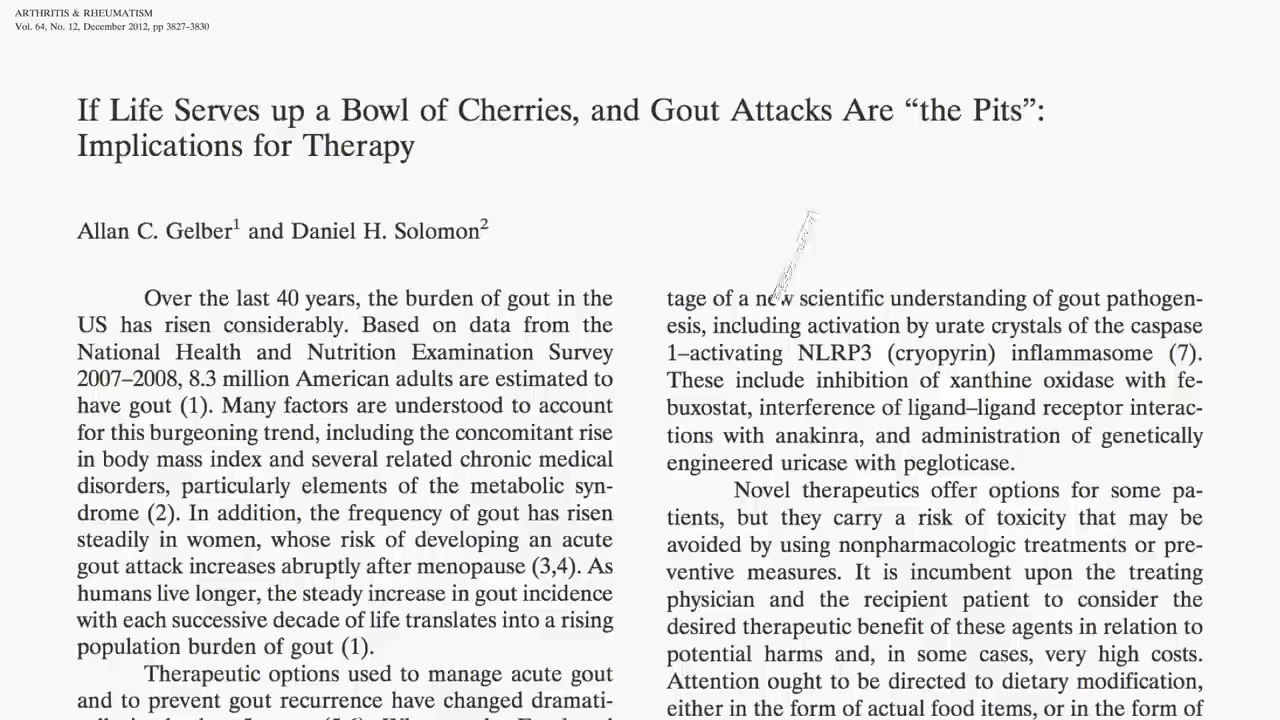 ARTHRITIS & RHEUMATISM
Vol. 64, No. 12, December 2012, pp 3827–3830
If Life Serves up a Bowl of Cherries, and Gout Attacks Are “the Pits”:
Implications for Therapy
Allan C. Gelber1 and Daniel H. Solomon2
Over the last 40 years, the burden of gout in the
US has risen considerably. Based on data from the
National Health and Nutrition Examination Survey
2007–2008, 8.3 million American adults are estimated to
have gout (1). Many factors are understood to account
for this burgeoning trend, including the concomitant rise
in body mass index and several related chronic medical
disorders, particularly elements of the metabolic syn-
drome (2). In addition, the frequency of gout has risen
steadily in women, whose risk of developing an acute
gout attack increases abruptly after menopause (3,4). As
humans live longer, the steady increase in gout incidence
with each successive decade of life translates into a rising
population burden of gout (1).
Therapeutic options used to manage acute gout
and to prevent gout recurrence have changed dramati-
tage of a new scientific understanding of gout pathogen-
esis, including activation by urate crystals of the caspase
1–activating NLRP3 (cryopyrin) inflammasome (7).
These include inhibition of xanthine oxidase with fe-
buxostat, interference of ligand–ligand receptor interac-
tions with anakinra, and administration of genetically
engineered uricase with pegloticase.
Novel therapeutics offer options for some pa-
tients, but they carry a risk of toxicity that may be
avoided by using nonpharmacologic treatments or pre-
ventive measures. It is incumbent upon the treating
physician and the recipient patient to consider the
desired therapeutic benefit of these agents in relation to
potential harms and, in some cases, very high costs.
Attention ought to be directed to dietary modification,
either in the form of actual food items, or in the form of